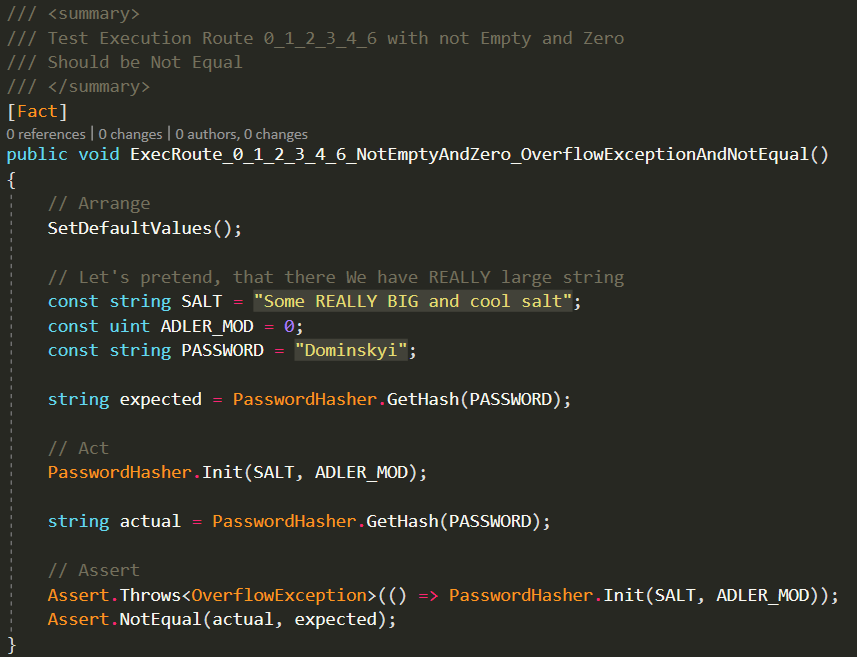 /// <summary>
/// Test Execution Route 0_1_2_3_4_6 with not Empty and Zero
/// Should be Not Equal
/// </summary>
[Fact]
0 references | 0 changes | 0 authors, 0 changes
public void ExecRoute_0_1_2_3_4_6_NotEmptyAndZero_OverflowExceptionAndNotEqual()
{
    // Arrange
    SetDefaultValues();

    // Let's pretend, that there We have REALLY large string
    const string SALT = "Some REALLY BIG and cool salt";
    const uint ADLER_MOD = 0;
    const string PASSWORD = "Dominskyi";

    string expected = PasswordHasher.GetHash(PASSWORD);

    // Act
    PasswordHasher.Init(SALT, ADLER_MOD);

    string actual = PasswordHasher.GetHash(PASSWORD);

    // Assert
    Assert.Throws<OverflowException>(() => PasswordHasher.Init(SALT, ADLER_MOD));
    Assert.NotEqual(actual, expected);
}